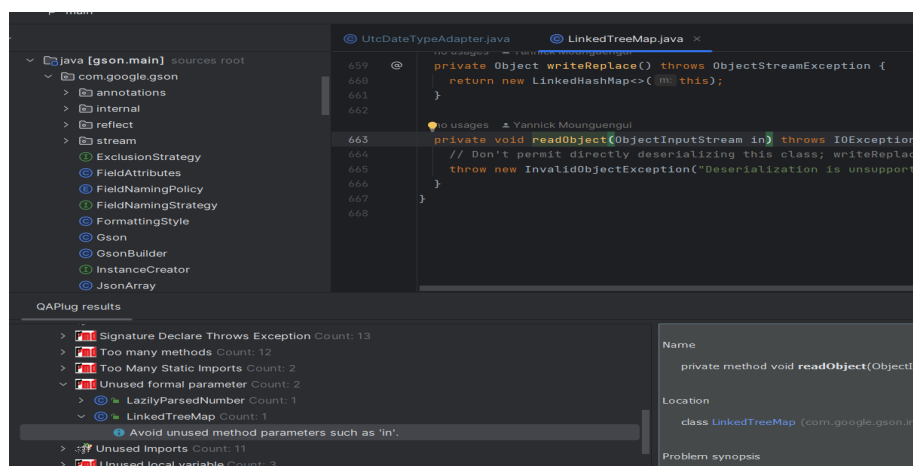 main
java [gson.main] sources root
com.google.gson
annotations
internal
reflect
stream
ExclusionStrategy
FieldAttributes
FieldNamingPolicy
FieldNamingStrategy
FormattingStyle
Gson
GsonBuilder
InstanceCreator
JsonArray
UtcDateTypeAdapter.java LinkedTreeMap.java
no usages Yannick Mounguengui
659 @ private Object writeReplace() throws ObjectStreamException {
660 return new LinkedHashMap<>( m: this);
661 }
662
no usages Yannick Mounguengui
663 private void readObject(ObjectInputStream in) throws IOException
664 // Don't permit directly deserializing this class; writeReplac
665 throw new InvalidObjectException("Deserialization is unsupport
666 }
667 }
668
QAPlug results
Signature Declare Throws Exception Count: 13
Too many methods Count: 12
Too Many Static Imports Count: 2
Unused formal parameter Count: 2
LazilyParsedNumber Count: 1
LinkedTreeMap Count: 1
Avoid unused method parameters such as 'in'.
Unused Imports Count: 11
Unused local variable Count: 3
Name
private method void readObject(ObjectI
Location
class LinkedTreeMap (com.google.gson.in
Problem synopsis